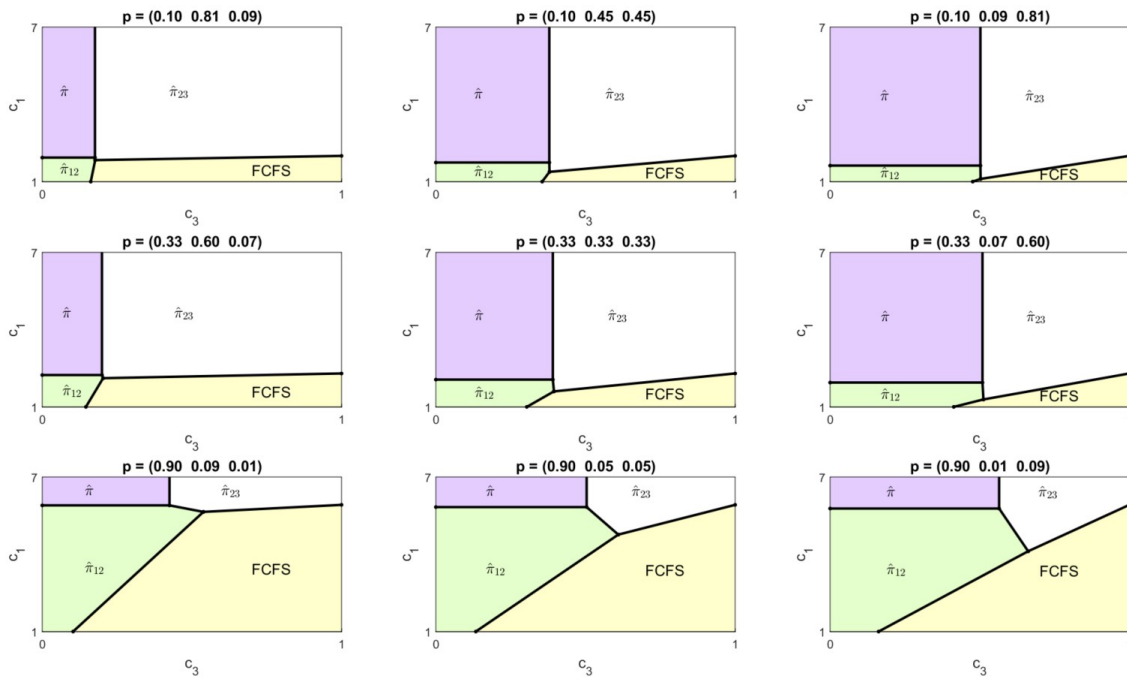 p = (0.10 0.81 0.09)
7
c₁
π̂
π̂₂₃
π̂₁₂
FCFS
1
0
1
c₃
p = (0.10 0.45 0.45)
7
c₁
π̂
π̂₂₃
π̂₁₂
FCFS
1
0
1
c₃
p = (0.10 0.09 0.81)
7
c₁
π̂
π̂₂₃
π̂₁₂
FCFS
1
0
c₃
p = (0.33 0.60 0.07)
7
c₁
π̂
π̂₂₃
π̂₁₂
FCFS
1
0
1
c₃
p = (0.33 0.33 0.33)
7
c₁
π̂
π̂₂₃
π̂₁₂
FCFS
1
0
1
c₃
p = (0.33 0.07 0.60)
7
c₁
π̂
π̂₂₃
π̂₁₂
FCFS
1
0
c₃
p = (0.90 0.09 0.01)
7
c₁
π̂
π̂₂₃
π̂₁₂
FCFS
1
0
1
c₃
p = (0.90 0.05 0.05)
7
c₁
π̂
π̂₂₃
π̂₁₂
FCFS
1
0
1
c₃
p = (0.90 0.01 0.09)
7
c₁
π̂
π̂₂₃
π̂₁₂
FCFS
1
0
c₃